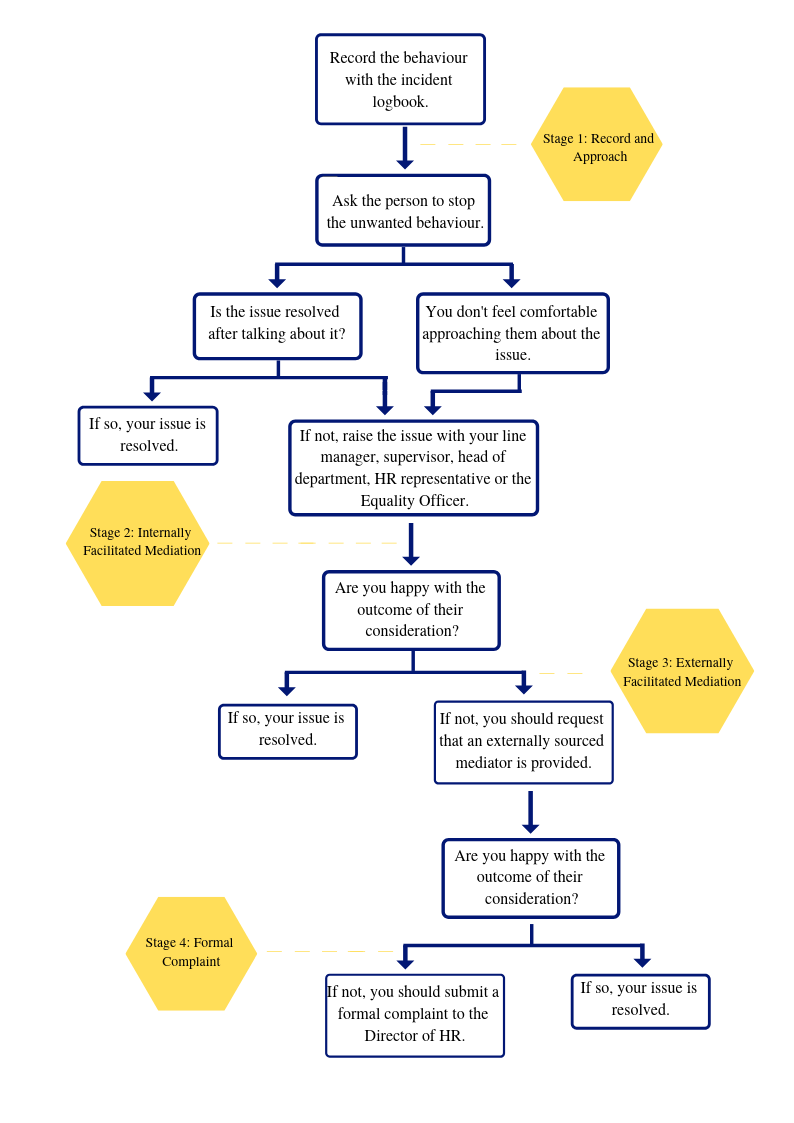 Record the behaviour
with the incident
logbook.
Stage 1: Record and
Approach
Ask the person to stop
the unwanted behaviour.
Is the issue resolved
after talking about it?
You don't feel comfortable
approaching them about the
issue.
If so, your issue is
resolved.
If not, raise the issue with your line
manager, supervisor, head of
department, HR representative or the
Equality Officer.
Stage 2: Internally
Facilitated Mediation
Are you happy with the
outcome of their
consideration?
Stage 3: Externally
Facilitated Mediation
If so, your issue is
resolved.
If not, you should request
that an externally sourced
mediator is provided.
Are you happy with the
outcome of their
consideration?
Stage 4: Formal
Complaint
If not, you should submit a
formal complaint to the
Director of HR.
If so, your issue is
resolved.